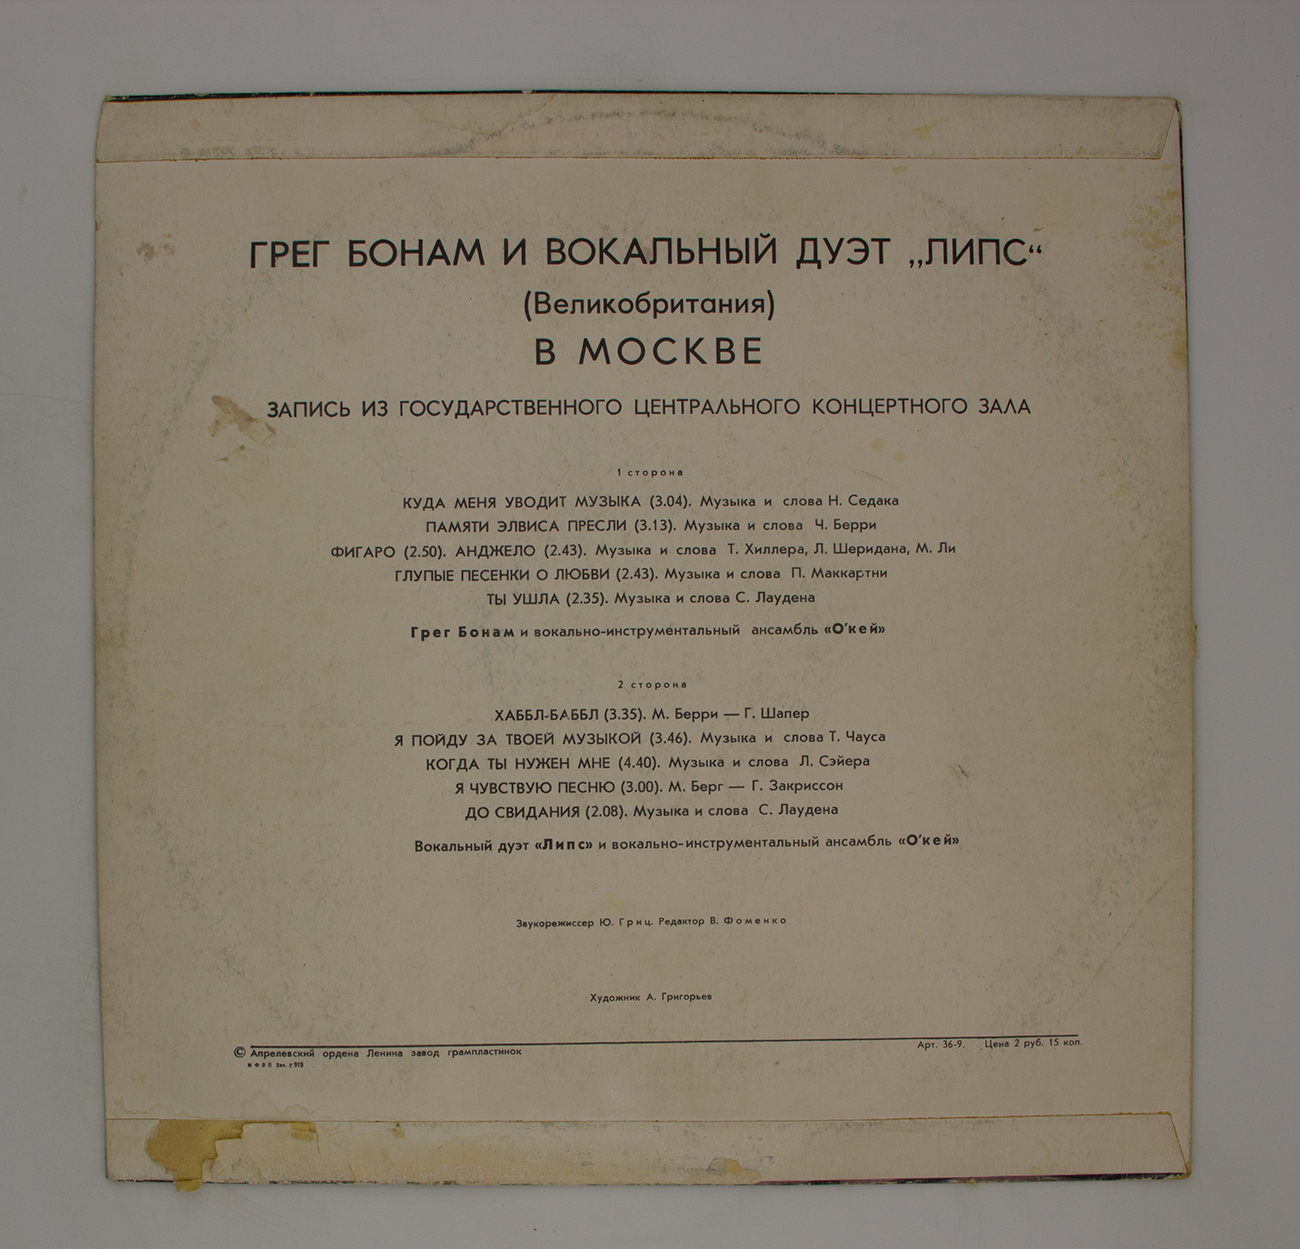 ГРЕГ БОНАМ И ВОКАЛЬНЫЙ ДУЭТ „ЛИПС“
(Великобритания)
В МОСКВЕ
ЗАПИСЬ ИЗ ГОСУДАРСТВЕННОГО ЦЕНТРАЛЬНОГО КОНЦЕРТНОГО ЗАЛА
1 сторона
КУДА МЕНЯ УВОДИТ МУЗЫКА (3.04). Музыка и слова Н. Седака
ПАМЯТИ ЭЛВИСА ПРЕСЛИ (3.13). Музыка и слова Ч. Берри
ФИГАРО (2.50). АНДЖЕЛО (2.43). Музыка и слова Т. Хиллера, Л. Шеридана, М. Ли
ГЛУПЫЕ ПЕСЕНКИ О ЛЮБВИ (2.43). Музыка и слова П. Маккартни
ТЫ УШЛА (2.35). Музыка и слова С. Лаудена
Грег Бонам и вокально-инструментальный ансамбль «О'кей»
2 сторона
ХАББЛ-БАББЛ (3.35). М. Берри — Г. Шапер
Я ПОЙДУ ЗА ТВОЕЙ МУЗЫКОЙ (3.46). Музыка и слова Т. Чауса
КОГДА ТЫ НУЖЕН МНЕ (4.40). Музыка и слова Л. Сэйера
Я ЧУВСТВУЮ ПЕСНЮ (3.00). М. Берг — Г. Закриссон
ДО СВИДАНИЯ (2.08). Музыка и слова С. Лаудена
Вокальный дуэт «Липс» и вокально-инструментальный ансамбль «О'кей»
Звукорежиссер Ю. Гриц. Редактор В. Фоменко
Художник А. Григорьев
© Апрелевский ордена Ленина завод грампластинок
Арт. 36-9. Цена 2 руб. 15 коп.